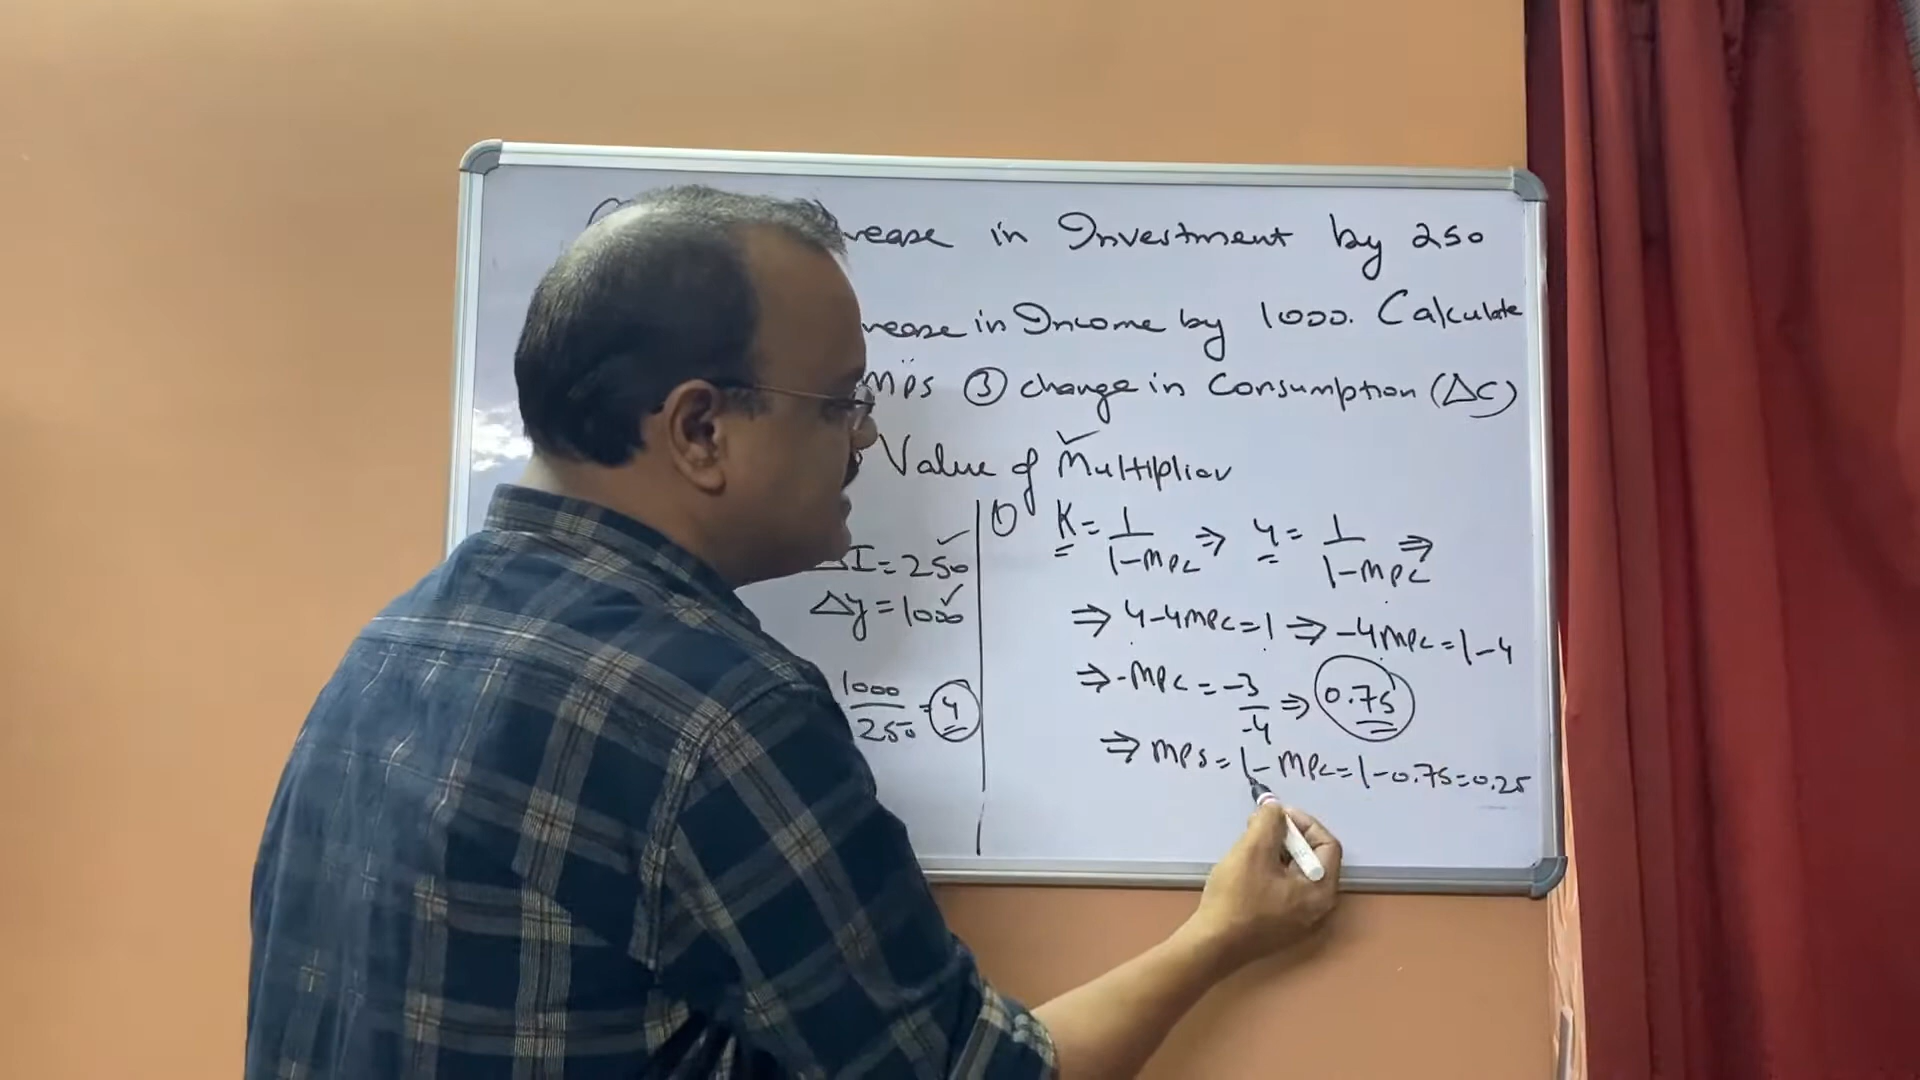 in Investment by 250
in Income by 1000. Calculate
mps ③ change in Consumption (ΔC)
Value of Multiplier
ΔI = 250
Δy = 1000
1000/250 = 4
① K = 1/1-mpc ⇒ 4 = 1/1-mpc ⇒
⇒ 4-4mpc = 1 ⇒ -4mpc = 1-4
⇒ -mpc = -3/-4 ⇒ 0.75
⇒ mps = 1-mpc = 1-0.75 = 0.25